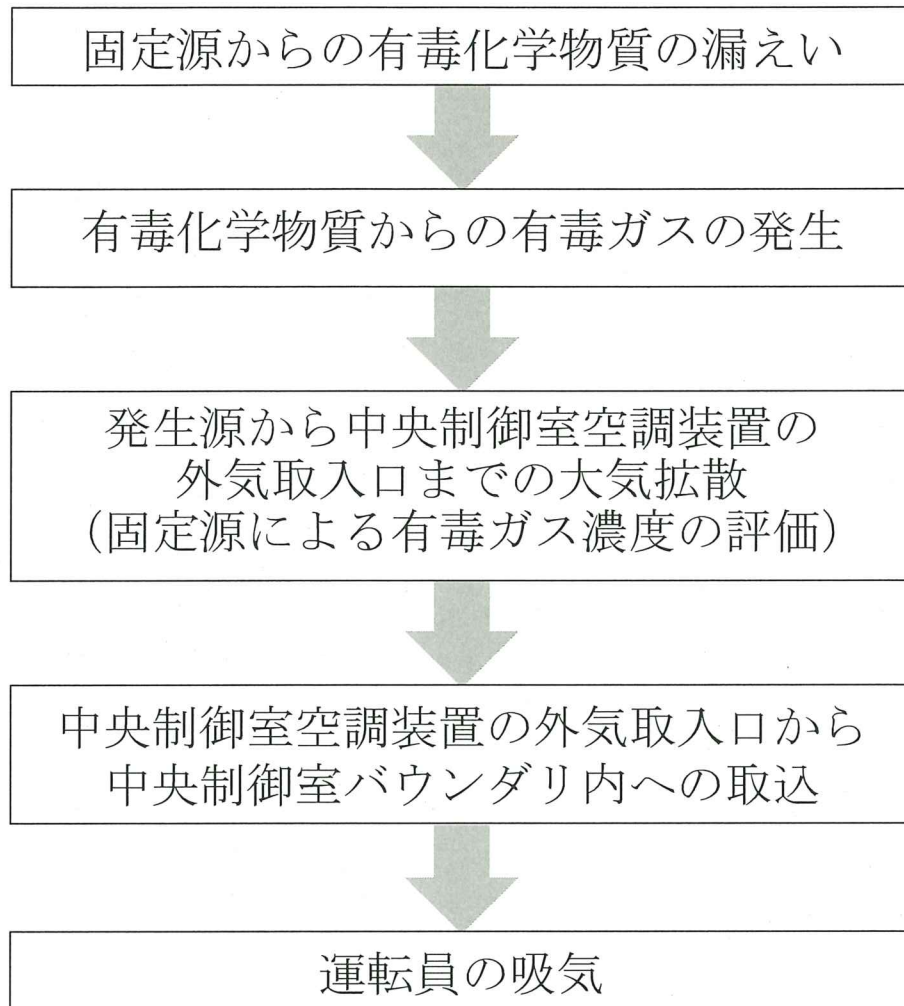 固定源からの有毒化学物質の漏えい
有毒化学物質からの有毒ガスの発生
発生源から中央制御室空調装置の
外気取入口までの大気拡散
（固定源による有毒ガス濃度の評価）
中央制御室空調装置の外気取入口から
中央制御室バウンダリ内への取込
運転員の吸気